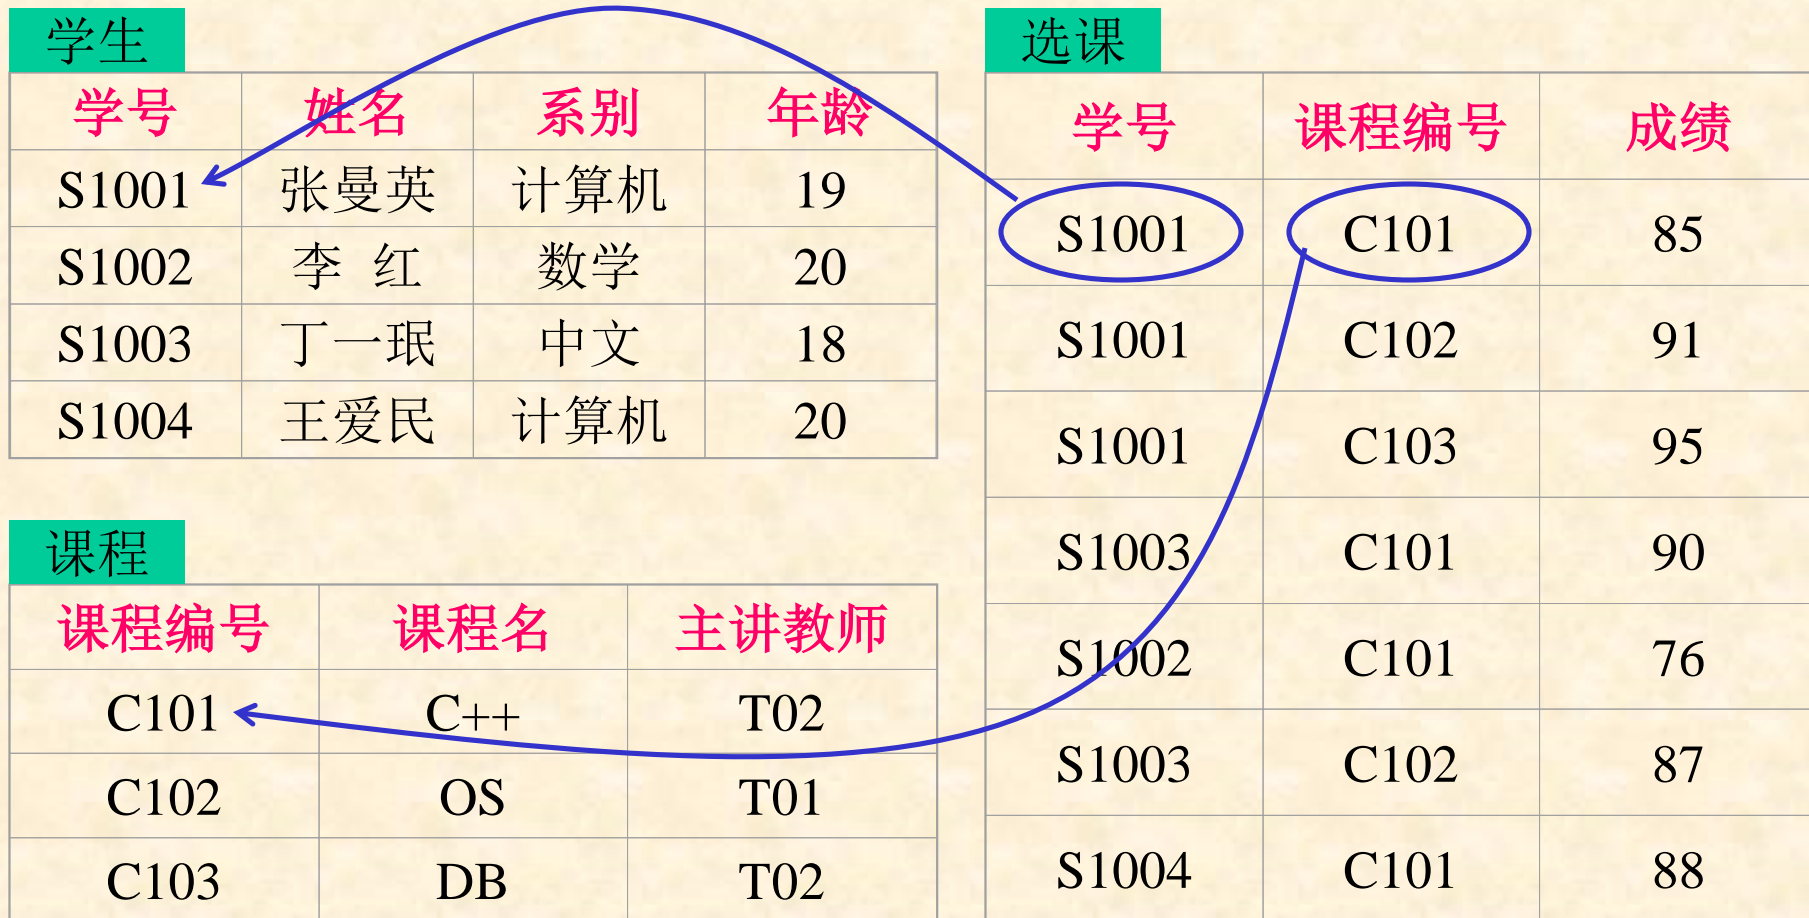 学生
学号 姓名 系别 年龄
S1001 张曼英 计算机 19
S1002 李 红 数学 20
S1003 丁一珉 中文 18
S1004 王爱民 计算机 20
课程
课程编号 课程名 主讲教师
C101 C++ T02
C102 OS T01
C103 DB T02
选课
学号 课程编号 成绩
S1001 C101 85
S1001 C102 91
S1001 C103 95
S1003 C101 90
S1002 C101 76
S1003 C102 87
S1004 C101 88